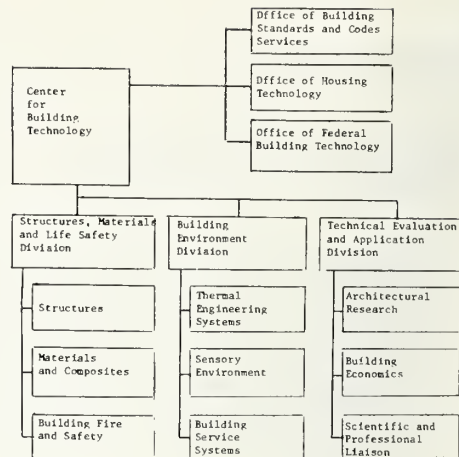 Dffice of Building
Standards and Codes
Services
Center
for
Building
Technology
Dffice of Housing
Technology
Office of Federal
Building Technology
Structures, Materials
and Life Safety
Diviaion
Building
Environment
Division
Technical Evaluation
and Application
Division
Structures
Thermal
Engineering
Systems
Architectural
Research
Materials
and Composites
Sensory
Environment
Building
Economics
Building Fire
and Safety
Building
Service
Systems
Scientific and
Professional
Liaison